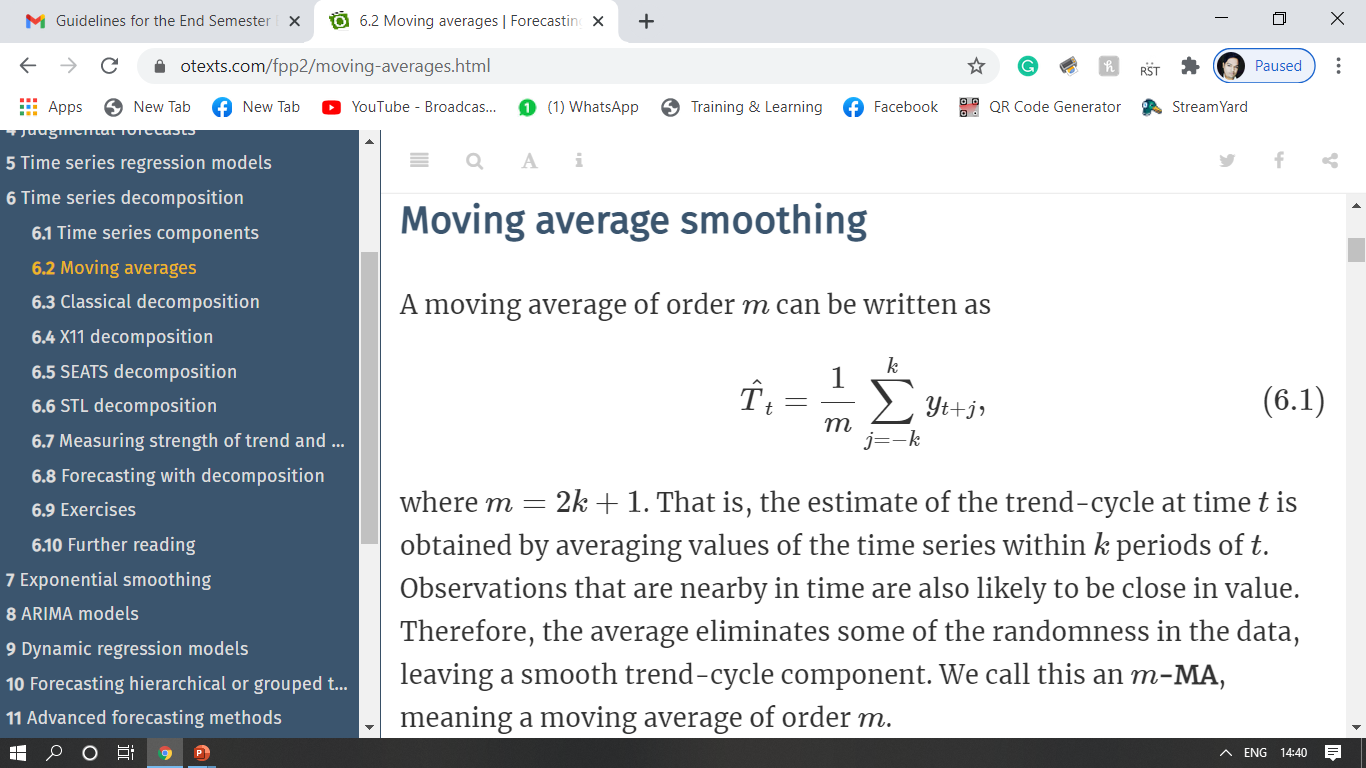 Guidelines for the End Semester
6.2 Moving averages | Forecastin
otexts.com/fpp2/moving-averages.html
RST
Paused
Apps
New Tab
New Tab
YouTube - Broadcas...
1
(1) WhatsApp
Training & Learning
Facebook
QR Code Generator
StreamYard
4 Judgmental forecasts
5 Time series regression models
6 Time series decomposition
6.1 Time series components
6.2 Moving averages
6.3 Classical decomposition
6.4 X11 decomposition
6.5 SEATS decomposition
6.6 STL decomposition
6.7 Measuring strength of trend and ...
6.8 Forecasting with decomposition
6.9 Exercises
6.10 Further reading
7 Exponential smoothing
8 ARIMA models
9 Dynamic regression models
10 Forecasting hierarchical or grouped t...
11 Advanced forecasting methods
Moving average smoothing
A moving average of order m can be written as
T̂_t = 1/m ∑_{j=−k}^{k} y_{t+j}, (6.1)
where m = 2k + 1. That is, the estimate of the trend-cycle at time t is
obtained by averaging values of the time series within k periods of t.
Observations that are nearby in time are also likely to be close in value.
Therefore, the average eliminates some of the randomness in the data,
leaving a smooth trend-cycle component. We call this an m-MA,
meaning a moving average of order m.
ENG 14:40